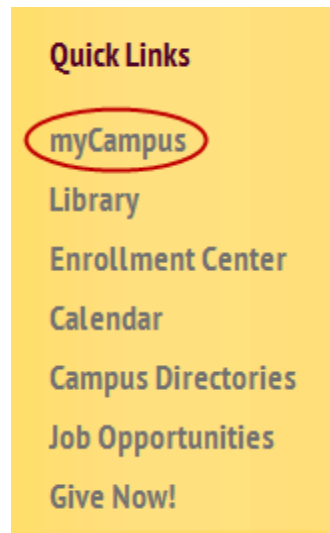 Quick Links
myCampus
Library
Enrollment Center
Calendar
Campus Directories
Job Opportunities
Give Now!